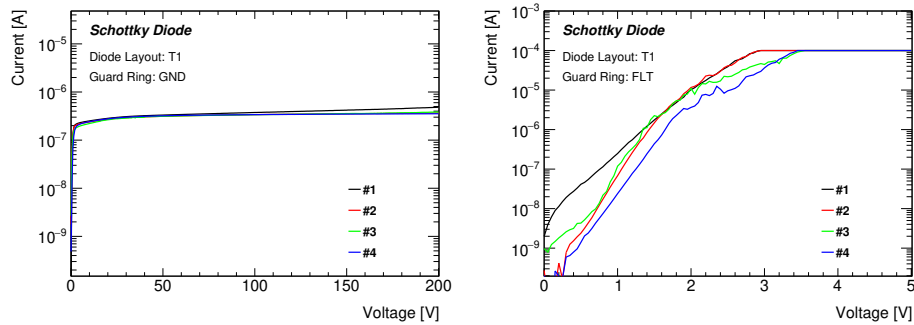 Current [A]
Schottky Diode
Diode Layout: T1
Guard Ring: GND
10⁻⁵
10⁻⁶
10⁻⁷
10⁻⁸
10⁻⁹
#1
#2
#3
#4
0 50 100 150 200
Voltage [V]
Current [A]
Schottky Diode
Diode Layout: T1
Guard Ring: FLT
10⁻³
10⁻⁴
10⁻⁵
10⁻⁶
10⁻⁷
10⁻⁸
10⁻⁹
#1
#2
#3
#4
0 1 2 3 4 5
Voltage [V]